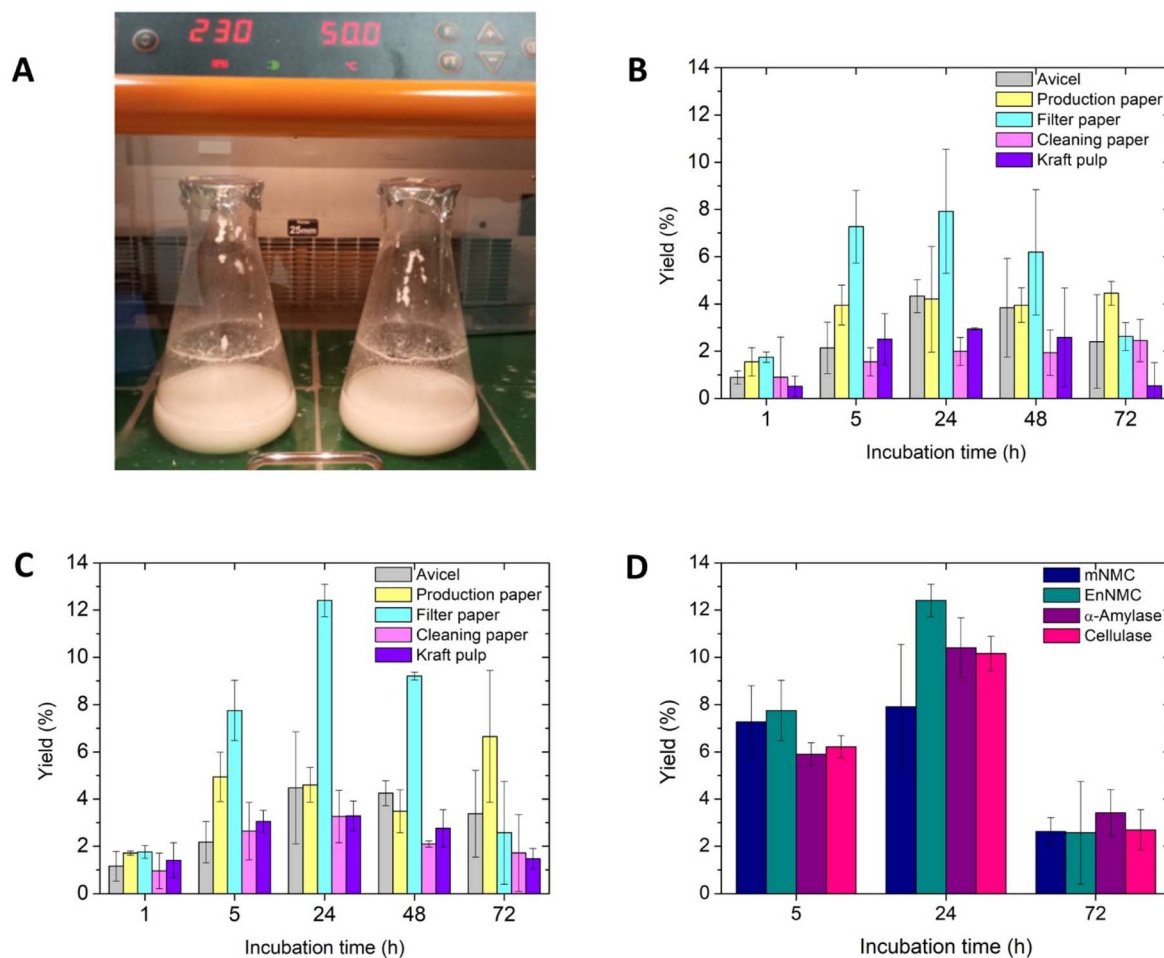 A
230 50.0
°C
25mm
B
Yield (%)
14
12
10
8
6
4
2
0
Avicel
Production paper
Filter paper
Cleaning paper
Kraft pulp
1 5 24 48 72
Incubation time (h)
C
Yield (%)
14
12
10
8
6
4
2
0
Avicel
Production paper
Filter paper
Cleaning paper
Kraft pulp
1 5 24 48 72
Incubation time (h)
D
Yield (%)
14
12
10
8
6
4
2
0
mNMC
EnNMC
α-Amylase
Cellulase
5 24 72
Incubation time (h)